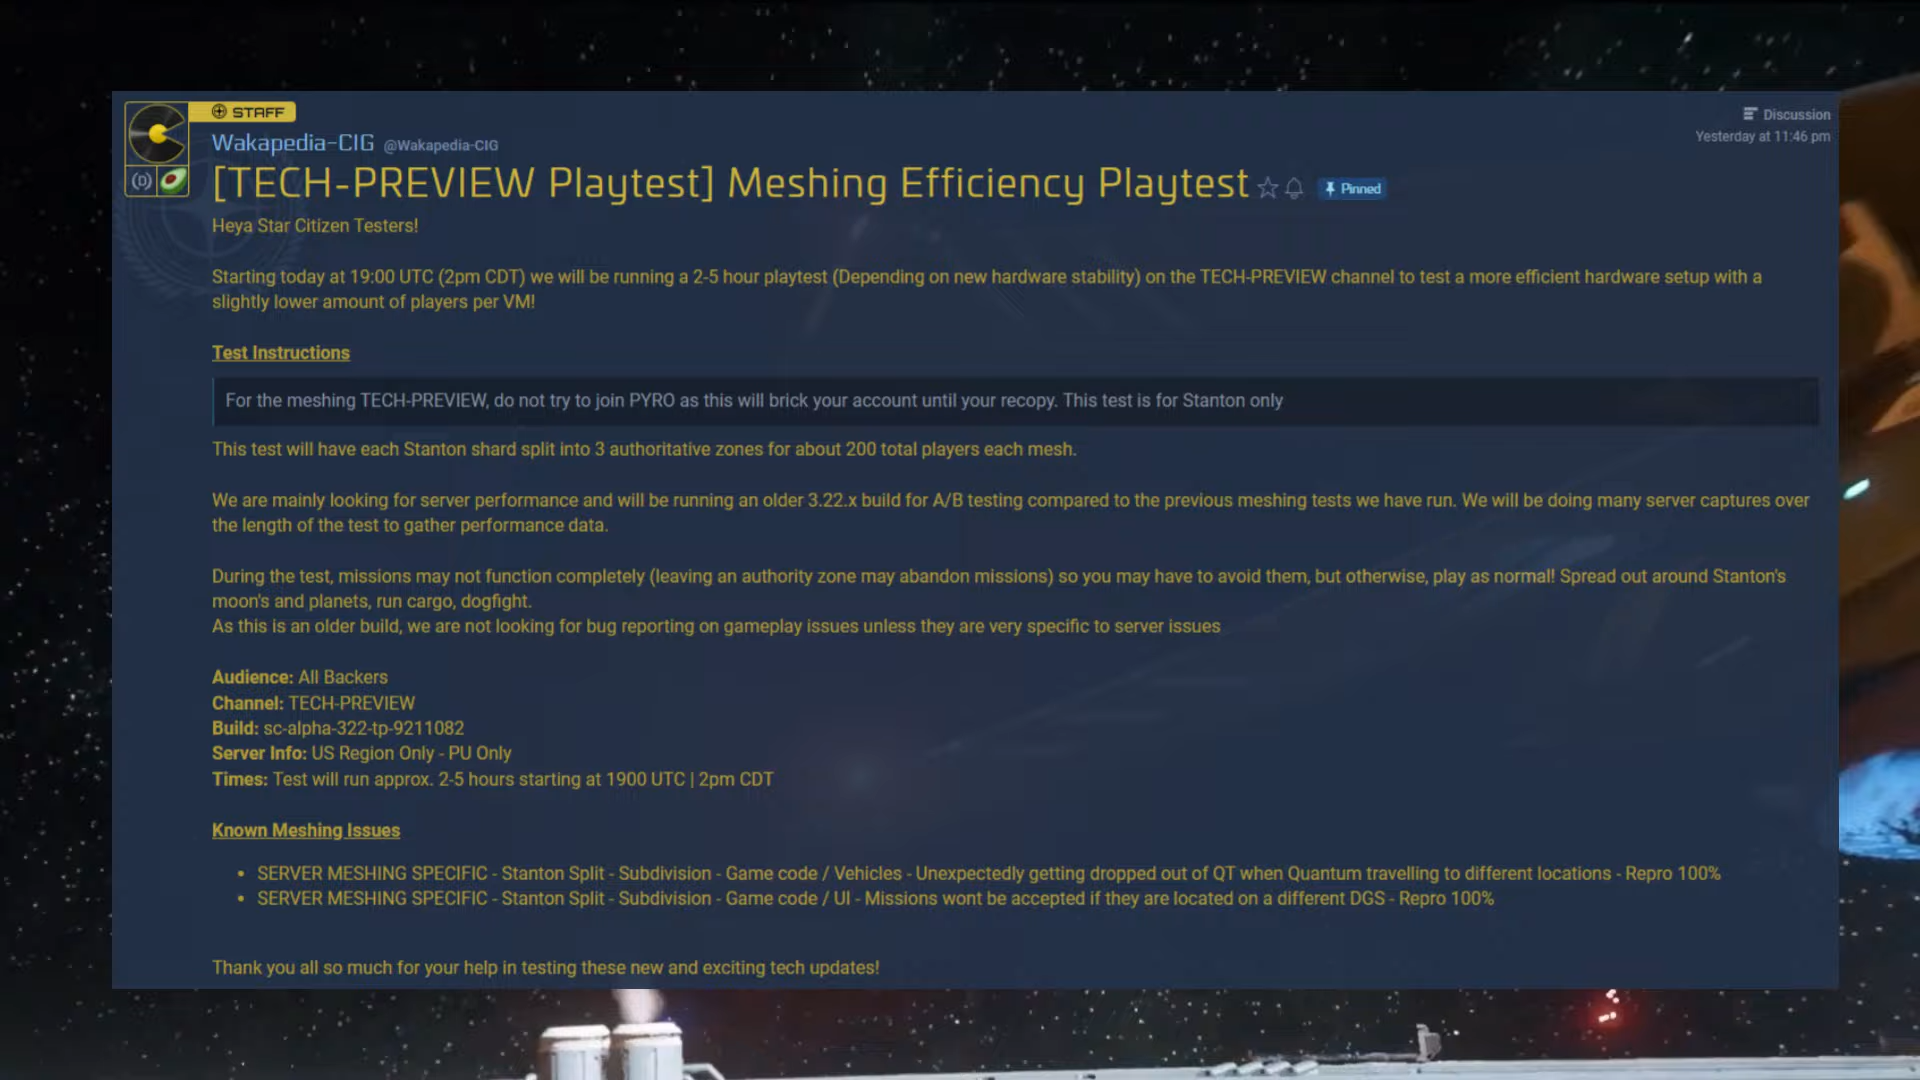 STAFF
Discussion
Wakapedia-CIG @Wakapedia-CIG
Yesterday at 11:46 pm
[TECH-PREVIEW Playtest] Meshing Efficiency Playtest Pinned
Heya Star Citizen Testers!
Starting today at 19:00 UTC (2pm CDT) we will be running a 2-5 hour playtest (Depending on new hardware stability) on the TECH-PREVIEW channel to test a more efficient hardware setup with a
slightly lower amount of players per VM!
Test Instructions
For the meshing TECH-PREVIEW, do not try to join PYRO as this will brick your account until your recopy. This test is for Stanton only
This test will have each Stanton shard split into 3 authoritative zones for about 200 total players each mesh.
We are mainly looking for server performance and will be running an older 3.22.x build for A/B testing compared to the previous meshing tests we have run. We will be doing many server captures over
the length of the test to gather performance data.
During the test, missions may not function completely (leaving an authority zone may abandon missions) so you may have to avoid them, but otherwise, play as normal! Spread out around Stanton's
moon's and planets, run cargo, dogfight.
As this is an older build, we are not looking for bug reporting on gameplay issues unless they are very specific to server issues
Audience: All Backers
Channel: TECH-PREVIEW
Build: sc-alpha-322-tp-9211082
Server Info: US Region Only - PU Only
Times: Test will run approx. 2-5 hours starting at 1900 UTC | 2pm CDT
Known Meshing Issues
• SERVER MESHING SPECIFIC - Stanton Split - Subdivision - Game code / Vehicles - Unexpectedly getting dropped out of QT when Quantum travelling to different locations - Repro 100%
• SERVER MESHING SPECIFIC - Stanton Split - Subdivision - Game code / UI - Missions wont be accepted if they are located on a different DGS - Repro 100%
Thank you all so much for your help in testing these new and exciting tech updates!